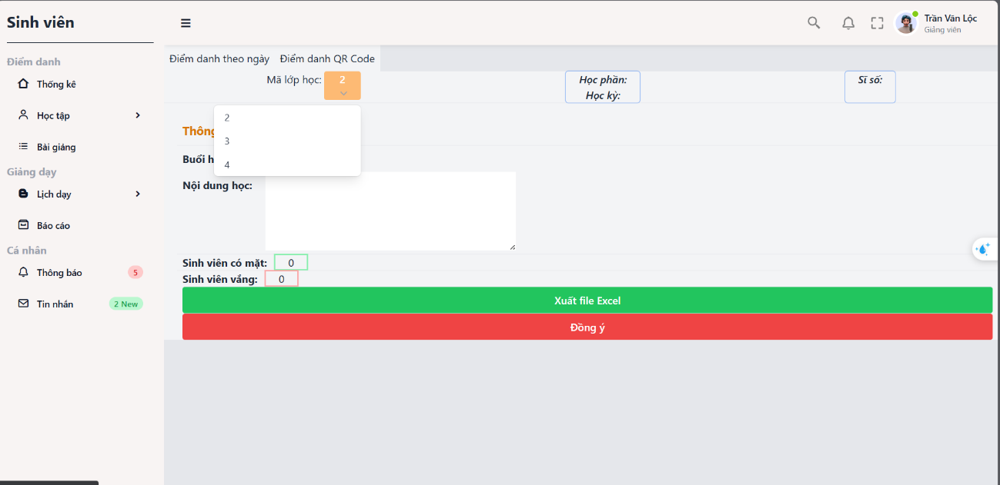 Sinh viên
Trần Văn Lộc
Giảng viên
Điểm danh
Thống kê
Học tập
Bài giảng
Giảng dạy
Lịch dạy
Báo cáo
Cá nhân
Thông báo 5
Tin nhắn 2 New
Điểm danh theo ngày Điểm danh QR Code
Mã lớp học: 2
Học phần:
Học kỳ:
Sĩ số:
2
3
4
Thông
Buổi h
Nội dung học:
Sinh viên có mặt: 0
Sinh viên vắng: 0
Xuất file Excel
Đồng ý